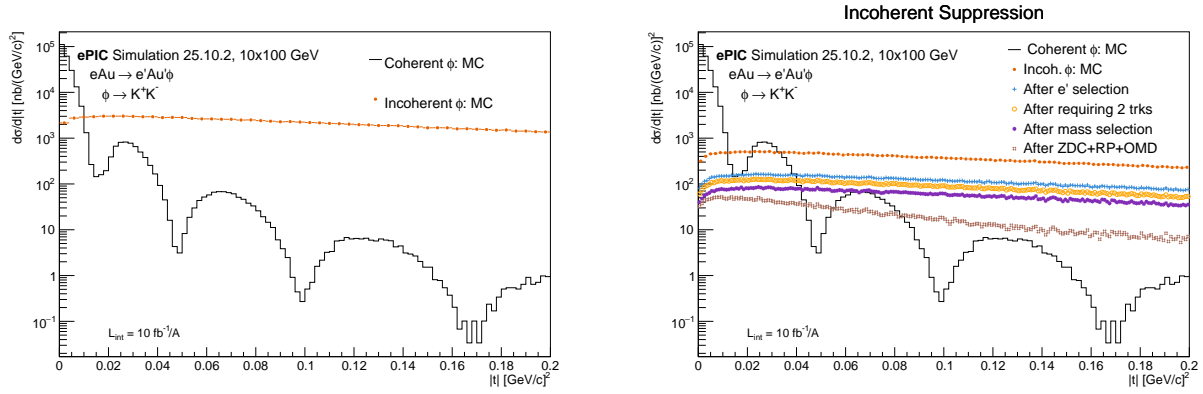 Incoherent Suppression
dσ/d|t| [nb/(GeV/c)²]
10⁵
10⁴
10³
10²
10
1
10⁻¹
ePIC Simulation 25.10.2, 10x100 GeV
eAu → e'Au'ϕ
ϕ → K⁺K⁻
Coherent ϕ: MC
Incoherent ϕ: MC
L_int = 10 fb⁻¹/A
0 0.02 0.04 0.06 0.08 0.1 0.12 0.14 0.16 0.18 0.2
|t| [GeV/c]²
dσ/d|t| [nb/(GeV/c)]²
10⁵
10⁴
10³
10²
10
1
10⁻¹
ePIC Simulation 25.10.2, 10x100 GeV
eAu → e'Au'ϕ
ϕ → K⁺K⁻
Coherent ϕ: MC
Incoh. ϕ: MC
After e' selection
After requiring 2 trks
After mass selection
After ZDC+RP+OMD
L_int = 10 fb⁻¹/A
0 0.02 0.04 0.06 0.08 0.1 0.12 0.14 0.16 0.18 0.2
|t| [GeV/c]²